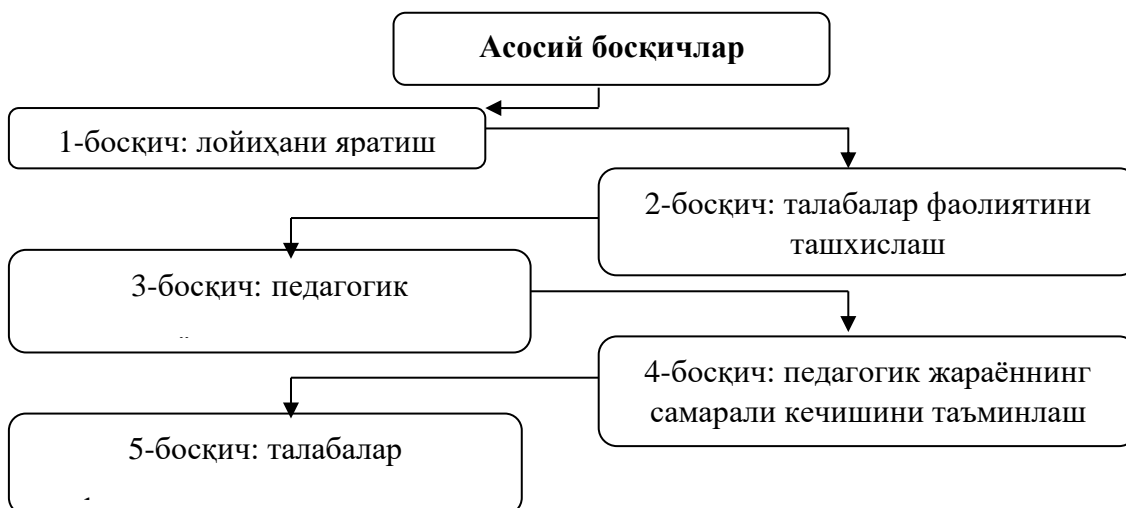 Асосий босқичлар
1-босқич: лойиҳани яратиш
2-босқич: талабалар фаолиятини
ташхислаш
3-босқич: педагогик
4-босқич: педагогик жараённинг
самарали кечишини таъминлаш
5-босқич: талабалар